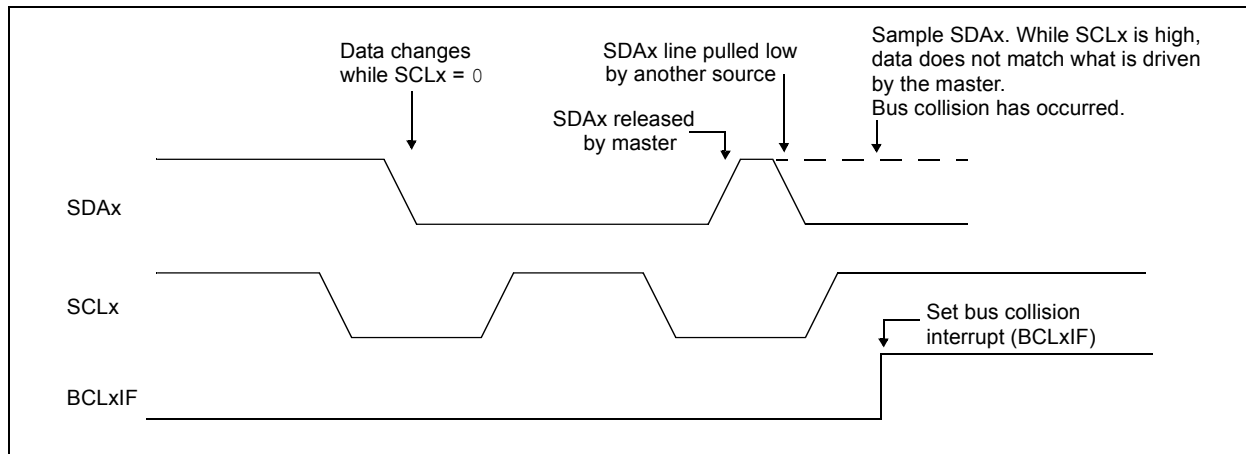 Data changes
while SCLx = 0
SDAx line pulled low
by another source
SDAx released
by master
Sample SDAx. While SCLx is high,
data does not match what is driven
by the master.
Bus collision has occurred.
SDAx
SCLx
Set bus collision
interrupt (BCLxIF)
BCLxIF